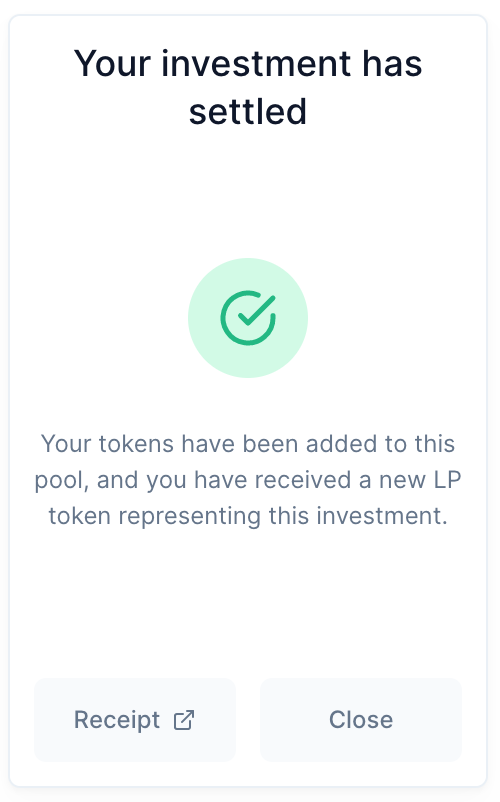 Your investment has
settled
Your tokens have been added to this
pool, and you have received a new LP
token representing this investment.
Receipt
Close